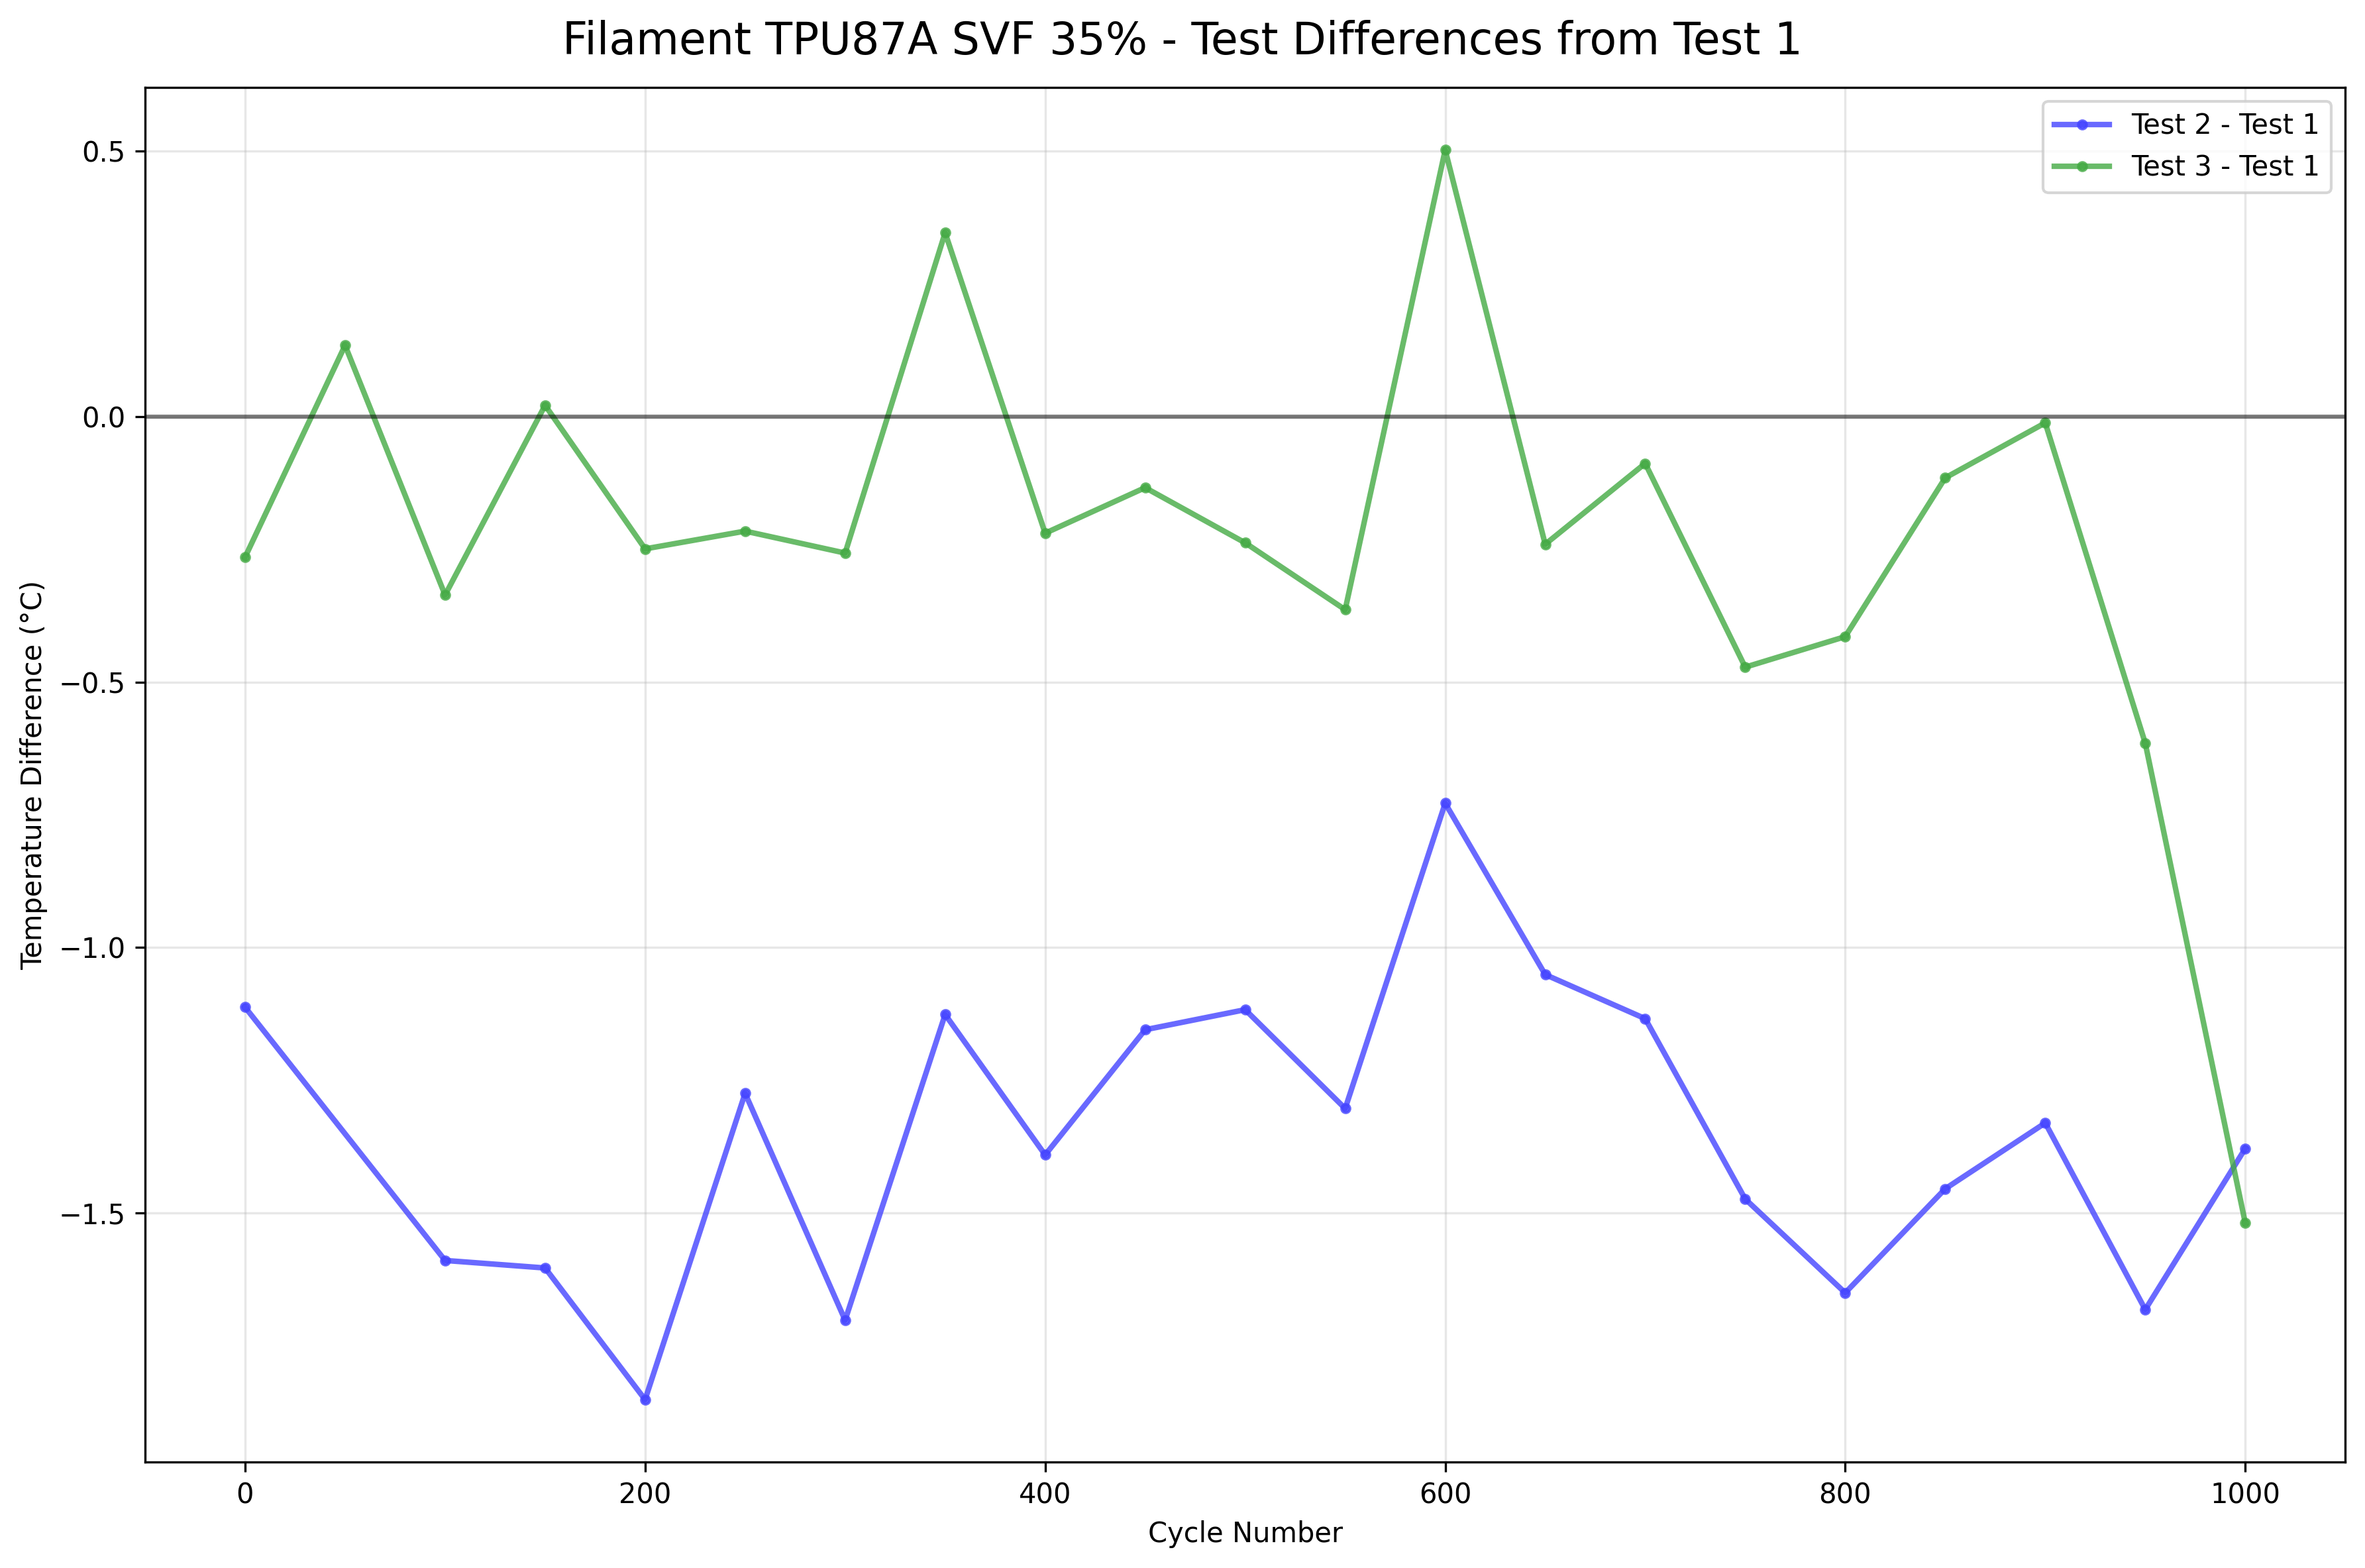 Filament TPU87A SVF 35% - Test Differences from Test 1
Test 2 - Test 1
Test 3 - Test 1
Temperature Difference (°C)
0.5
0.0
−0.5
−1.0
−1.5
0 200 400 600 800 1000
Cycle Number